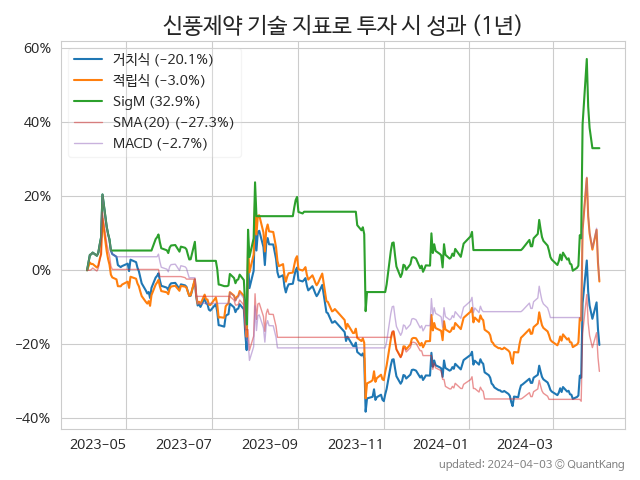 신풍제약 기술 지표로 투자 시 성과 (1년)
60%
40%
20%
0%
−20%
−40%
거치식 (−20.1%)
적립식 (−3.0%)
SigM (32.9%)
SMA(20) (−27.3%)
MACD (−2.7%)
2023-05 2023-07 2023-09 2023-11 2024-01 2024-03
updated: 2024-04-03 © QuantKang